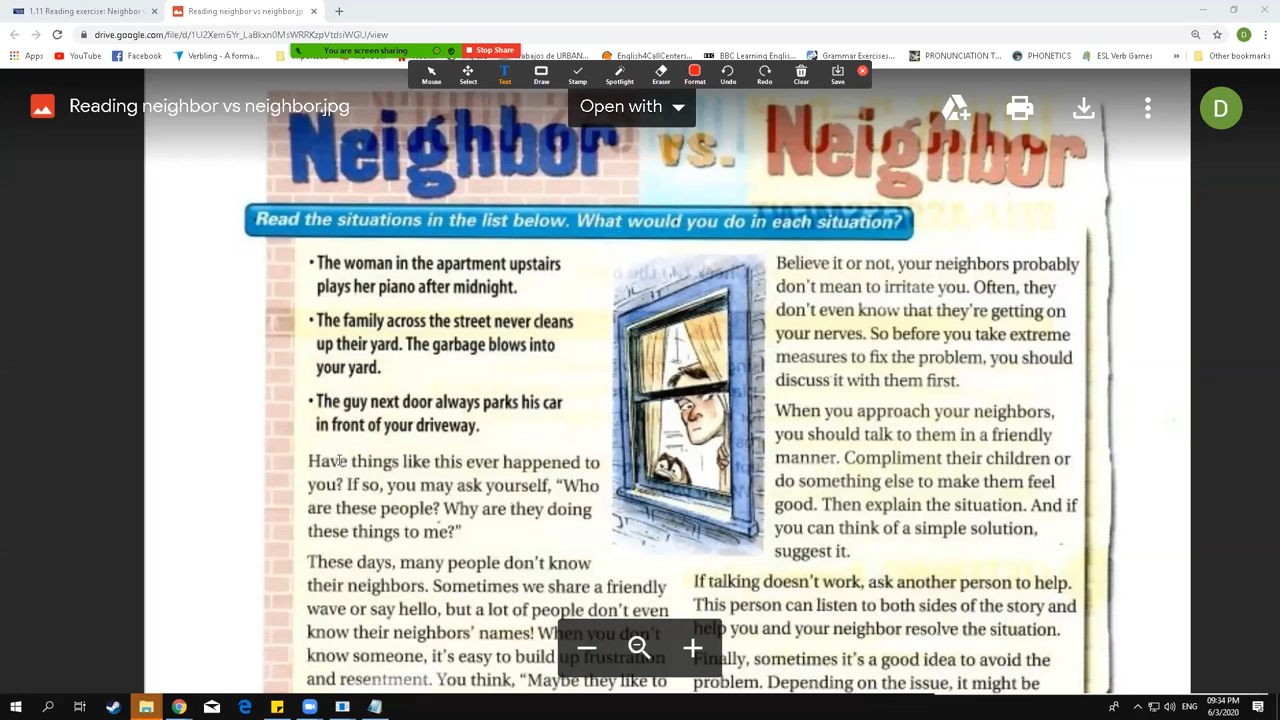 1.11 Reading exercise: Neighbor v
Reading neighbor vs neighbor.jpg
drive.google.com/file/d/1U2Xem6Yr_La8kxn0MsWRRKzpVtdsiWGU/view
You are screen sharing
Stop Share
Apps YouTube Facebook Verbling - A forma... abajos de URBAN... English4CallCenters... BBC Learning English Grammar Exercises... PRONUNCIATION T... PHONETICS ESL Verb Games Other bookmarks
Mouse Select Text Draw Stamp Spotlight Eraser Format Undo Redo Clear Save
Reading neighbor vs neighbor.jpg
Open with
D
Neighbor vs. Neighbor
Read the situations in the list below. What would you do in each situation?
• The woman in the apartment upstairs
plays her piano after midnight.
• The family across the street never cleans
up their yard. The garbage blows into
your yard.
• The guy next door always parks his car
in front of your driveway.
Have things like this ever happened to
you? If so, you may ask yourself, “Who
are these people? Why are they doing
these things to me?”
These days, many people don’t know
their neighbors. Sometimes we share a friendly
wave or say hello, but a lot of people don’t even
know their neighbors’ names! When you don’t
know someone, it’s easy to build up frustration
and resentment. You think, “Maybe they like to
Believe it or not, your neighbors probably
don’t mean to irritate you. Often, they
don’t even know that they’re getting on
your nerves. So before you take extreme
measures to fix the problem, you should
discuss it with them first.
When you approach your neighbors,
you should talk to them in a friendly
manner. Compliment their children or
do something else to make them feel
good. Then explain the situation. And if
you can think of a simple solution,
suggest it.
If talking doesn’t work, ask another person to help.
This person can listen to both sides of the story and
help you and your neighbor resolve the situation.
Finally, sometimes it’s a good idea to avoid the
problem. Depending on the issue, it might be
09:34 PM
6/3/2020